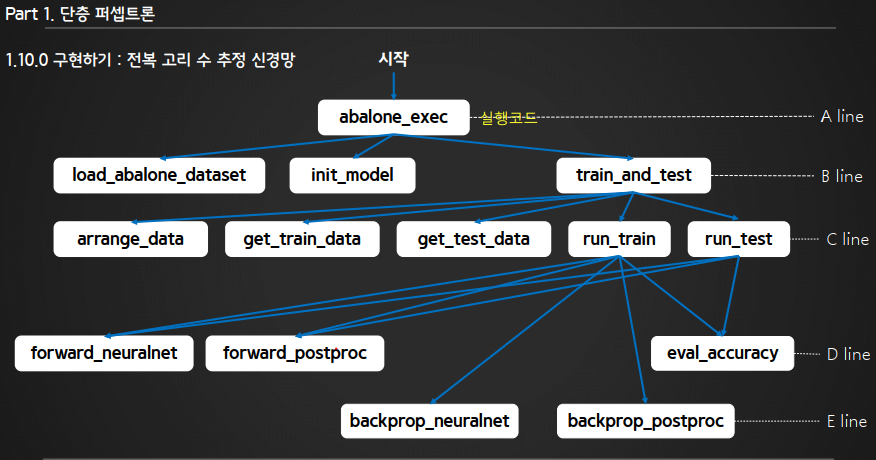 Part 1. 단층 퍼셉트론
1.10.0 구현하기 : 전복 고리 수 추정 신경망
시작
abalone_exec
실행코드
A line
load_abalone_dataset
init_model
train_and_test
B line
arrange_data
get_train_data
get_test_data
run_train
run_test
C line
forward_neuralnet
forward_postproc
eval_accuracy
D line
backprop_neuralnet
backprop_postproc
E line